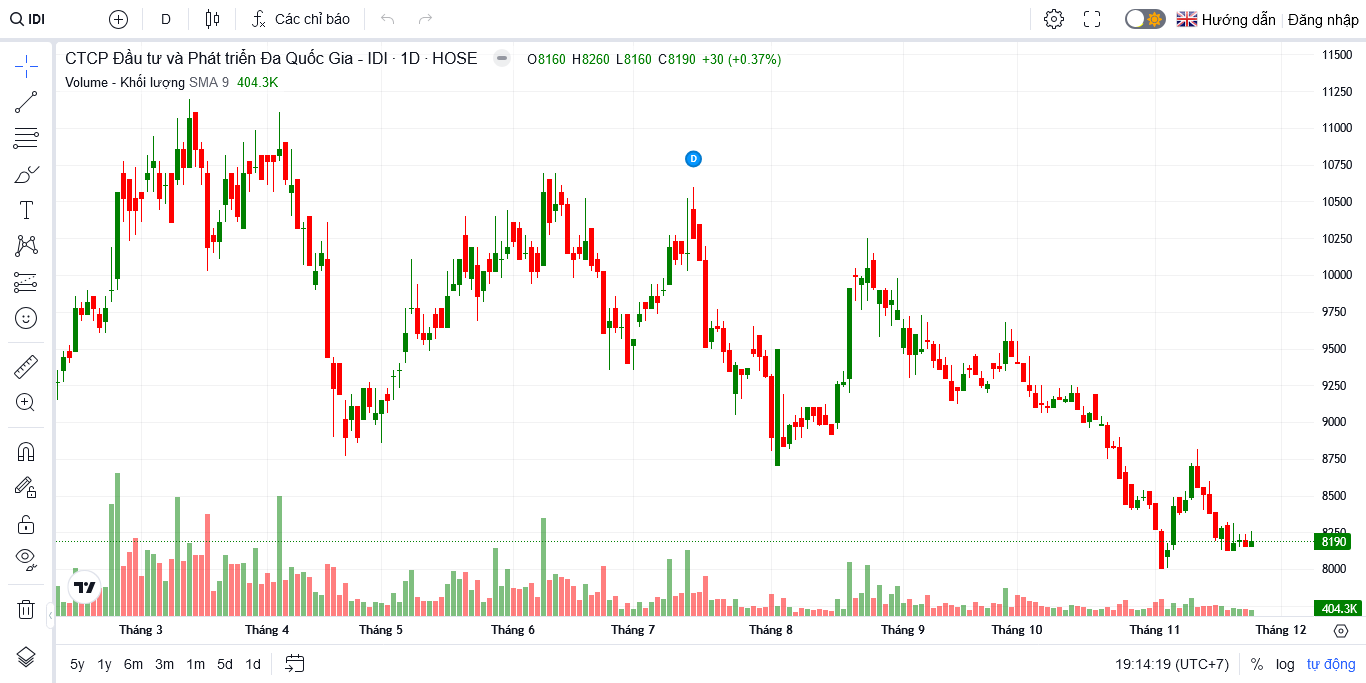 IDI D Các chỉ báo Hướng dẫn Đăng nhập
CTCP Đầu tư và Phát triển Đa Quốc Gia - IDI · 1D · HOSE O8160 H8260 L8160 C8190 +30 (+0.37%)
Volume - Khối lượng SMA 9 404.3K
D
11500
11250
11000
10750
10500
10250
10000
9750
9500
9250
9000
8750
8500
8250
8190
8000
404.3K
Tháng 3 Tháng 4 Tháng 5 Tháng 6 Tháng 7 Tháng 8 Tháng 9 Tháng 10 Tháng 11 Tháng 12
5y 1y 6m 3m 1m 5d 1d 19:14:19 (UTC+7) % log tự động